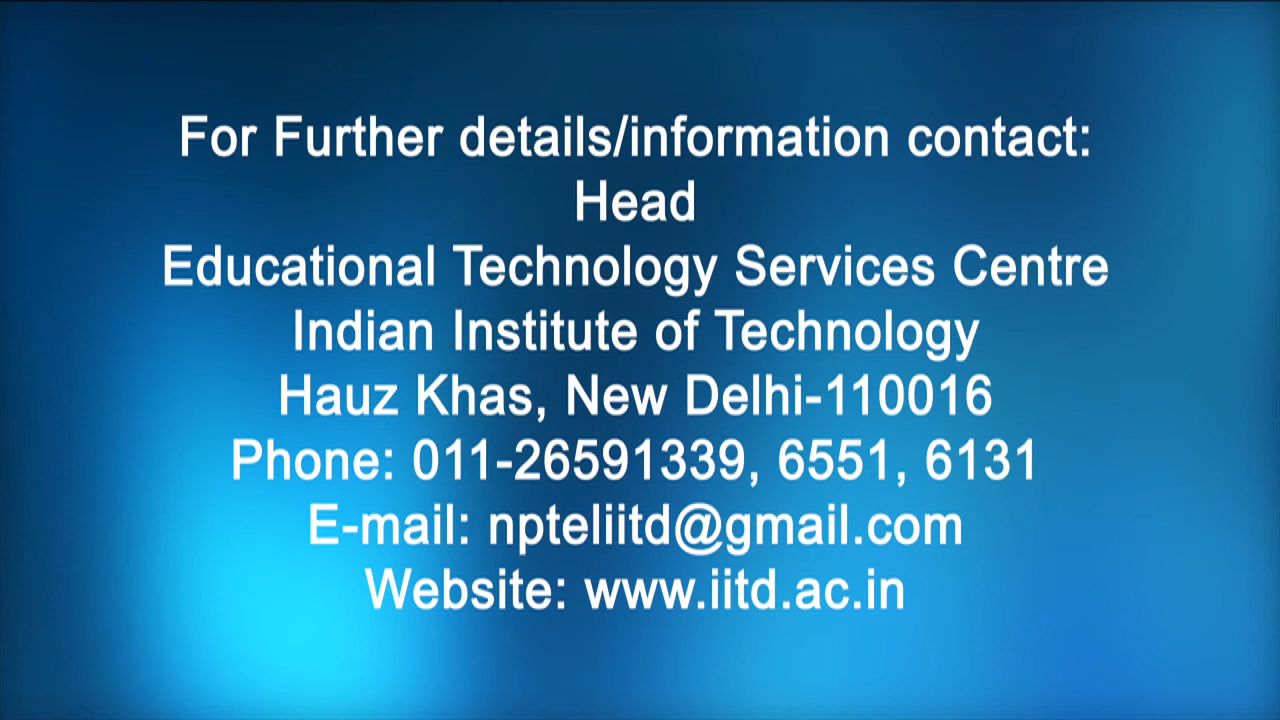 For Further details/information contact:
Head
Educational Technology Services Centre
Indian Institute of Technology
Hauz Khas, New Delhi-110016
Phone: 011-26591339, 6551, 6131
E-mail: npteliitd@gmail.com
Website: www.iitd.ac.in